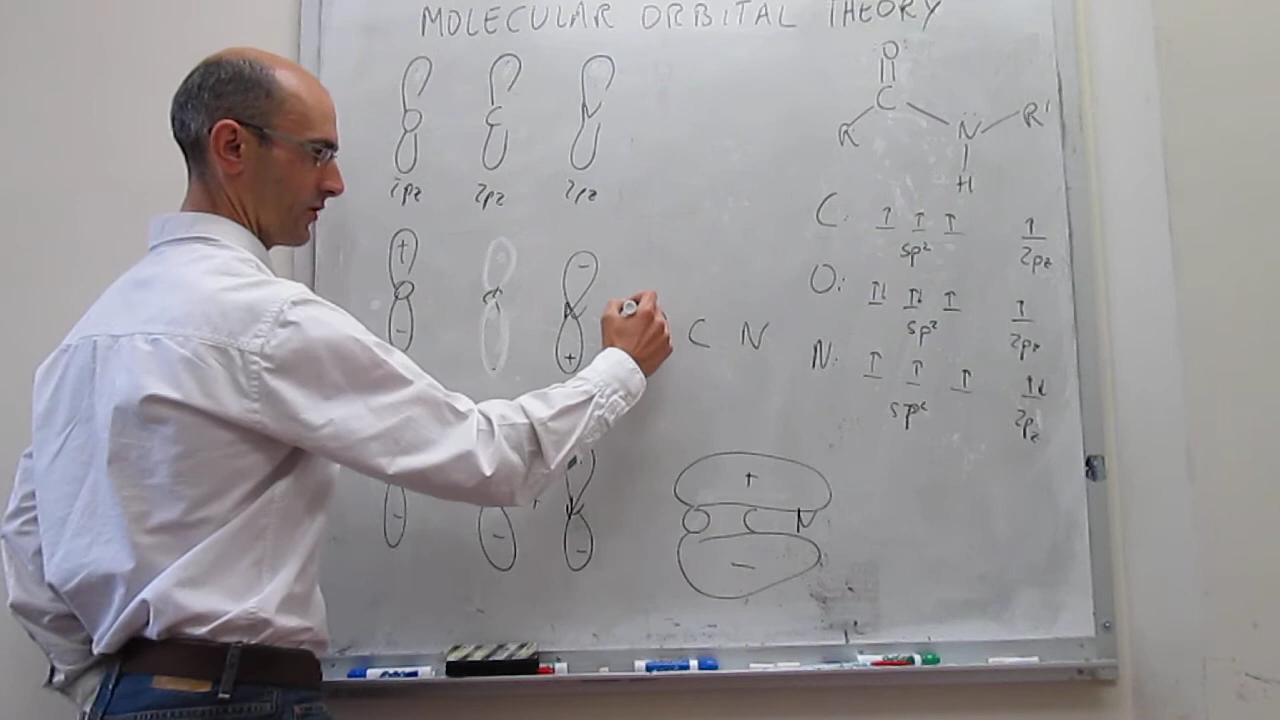 MOLECULAR ORBITAL THEORY
O C N
2pz 2pz 2pz
+ -
O C N
- +
C N
-
- - -
+
O C N
-
O
C
R N R'
H
C: ↑ ↑ ↑ ↑
sp² 2pz
O: ↑↓ ↑↓ ↑ ↑
sp² 2pz
N: ↑ ↑ ↑ ↑↓
sp² 2pz